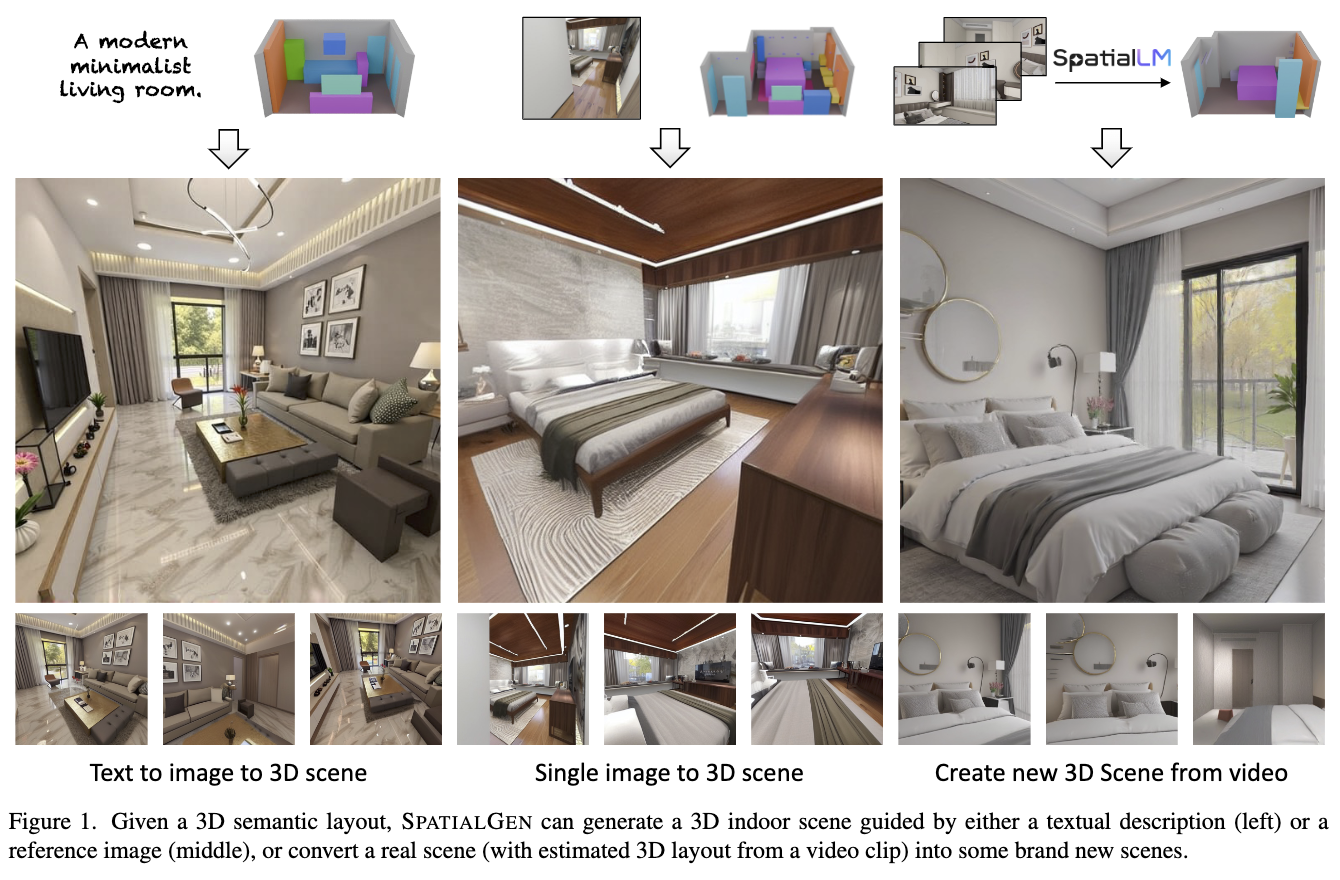 A modern
minimalist
living room.
SpatialLM
Text to image to 3D scene
Single image to 3D scene
Create new 3D Scene from video
Figure 1. Given a 3D semantic layout, SPATIALGEN can generate a 3D indoor scene guided by either a textual description (left) or a
reference image (middle), or convert a real scene (with estimated 3D layout from a video clip) into some brand new scenes.